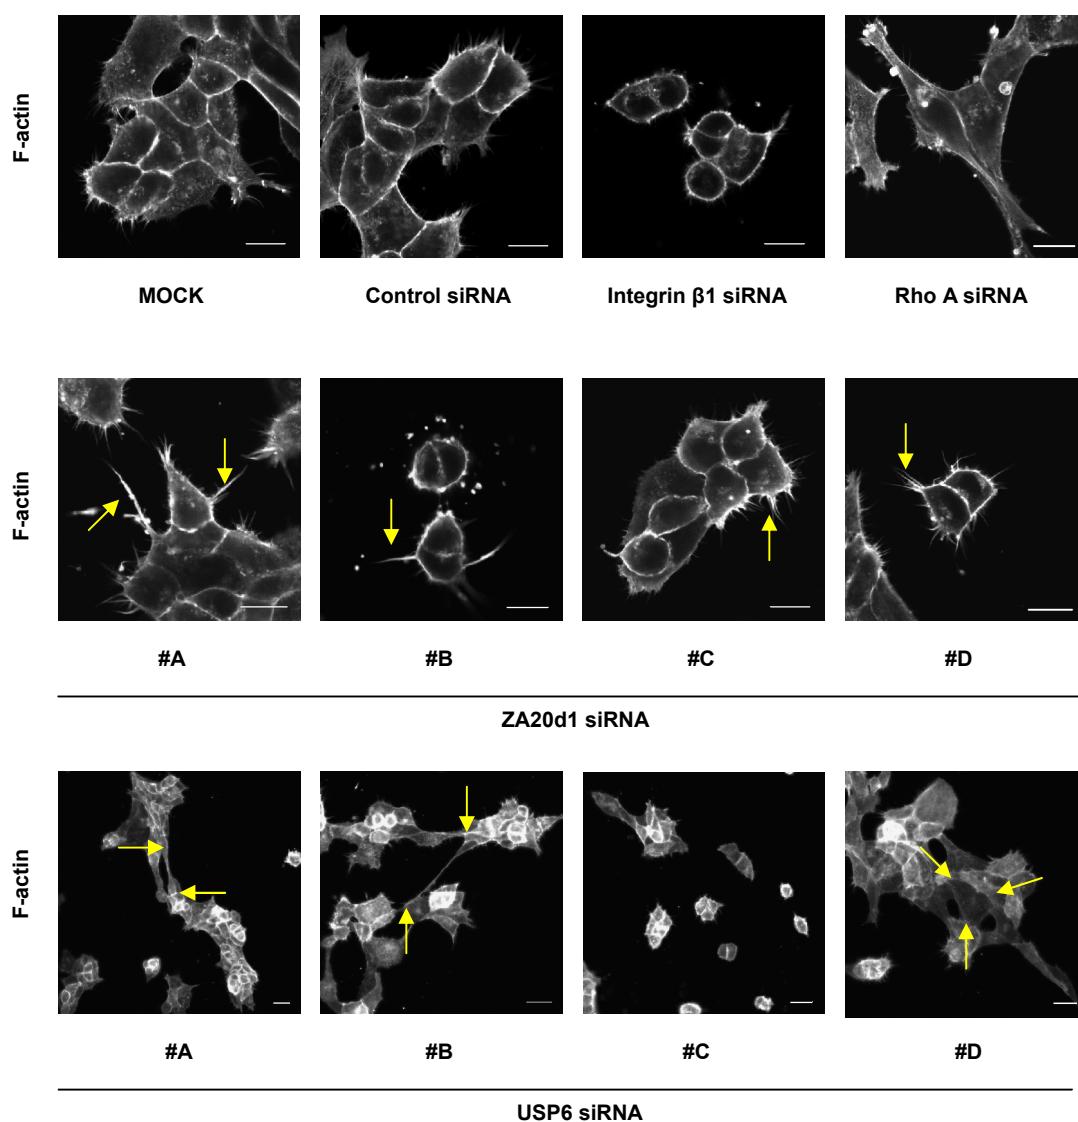 F-actin
MOCK
Control siRNA
Integrin β1 siRNA
Rho A siRNA
F-actin
#A
#B
#C
#D
ZA20d1 siRNA
F-actin
#A
#B
#C
#D
USP6 siRNA